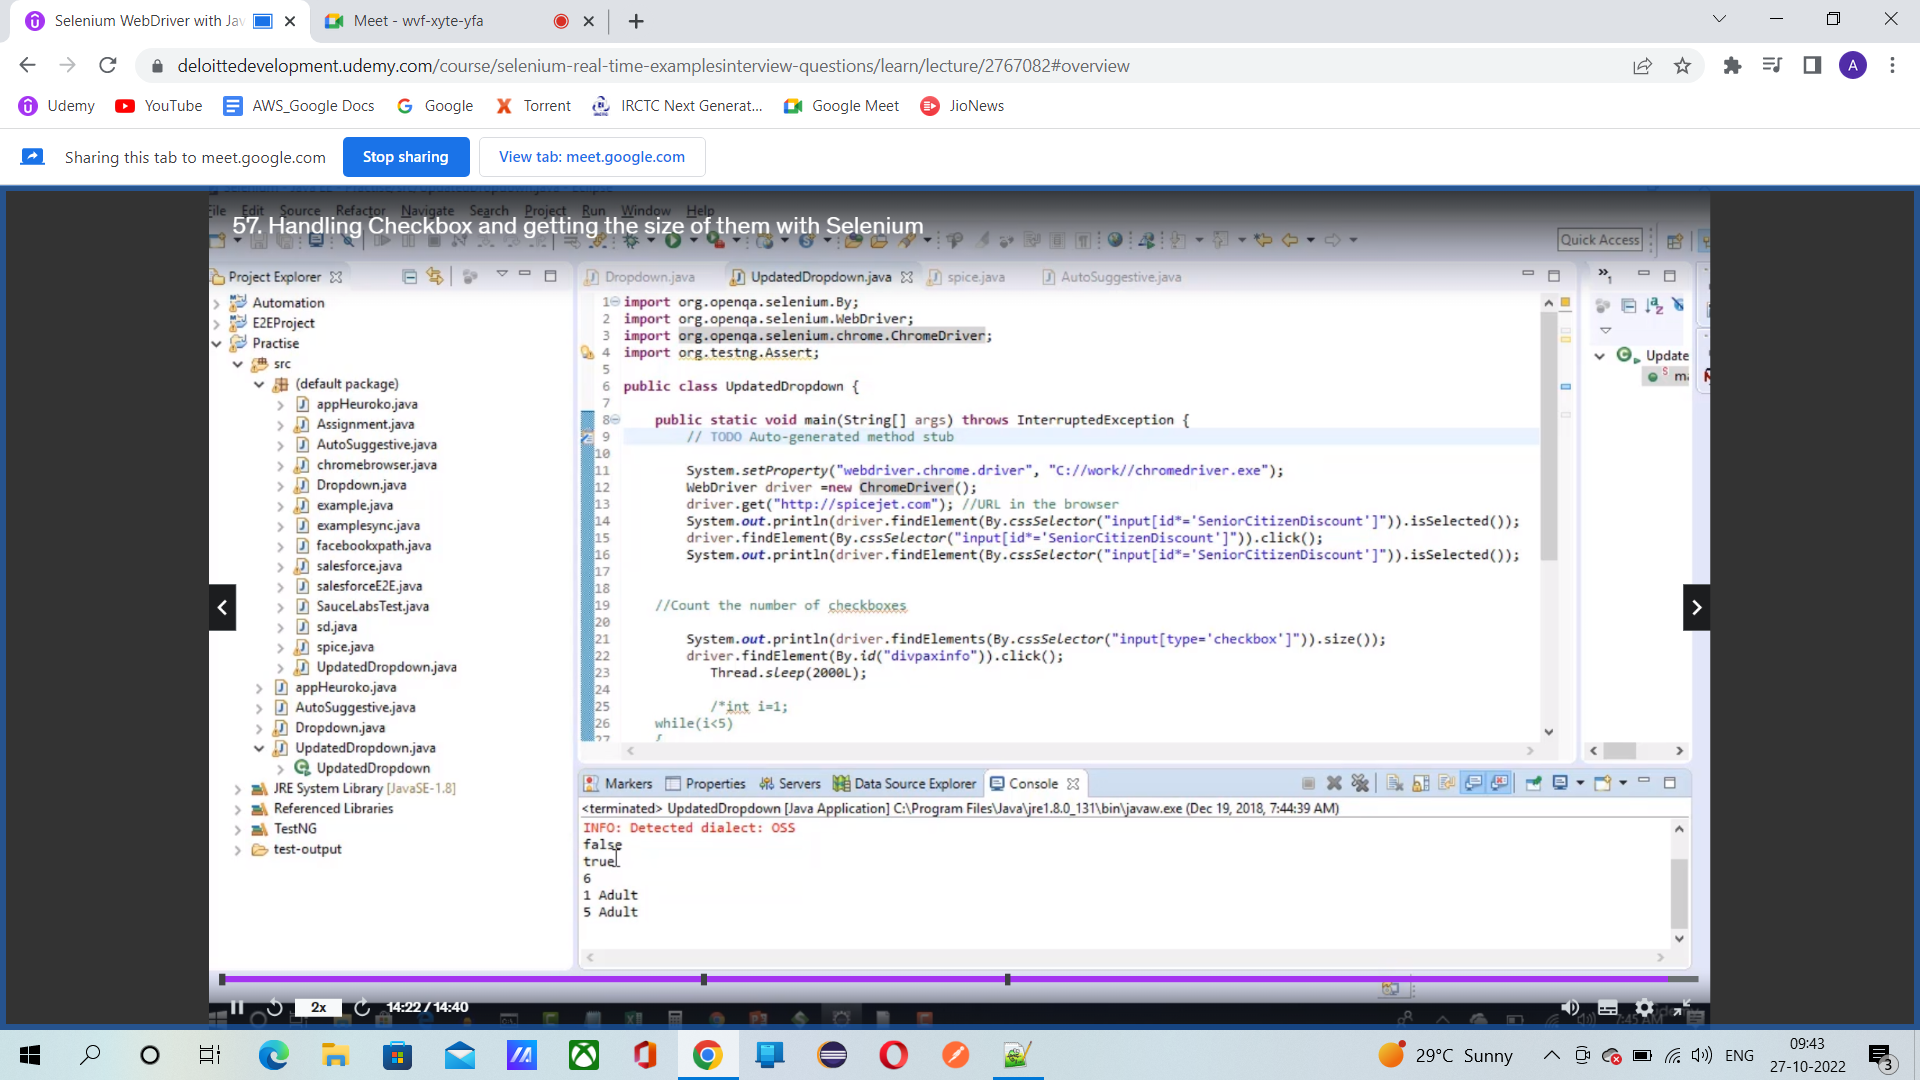 Selenium WebDriver with Jav
Meet - wvf-xyte-yfa
deloittedevelopment.udemy.com/course/selenium-real-time-examplesinterview-questions/learn/lecture/2767082#overview
A
Udemy
YouTube
AWS_Google Docs
Google
Torrent
IRCTC Next Generat...
Google Meet
JioNews
Sharing this tab to meet.google.com
Stop sharing
View tab: meet.google.com
File Edit Source Refactor Navigate Search Project Run Window Help
57. Handling Checkbox and getting the size of them with Selenium
Quick Access
Project Explorer
Automation
E2EProject
Practise
src
(default package)
appHeuroko.java
Assignment.java
AutoSuggestive.java
chromebrowser.java
Dropdown.java
example.java
examplesync.java
facebookxpath.java
salesforce.java
salesforceE2E.java
SauceLabsTest.java
sd.java
spice.java
UpdatedDropdown.java
appHeuroko.java
AutoSuggestive.java
Dropdown.java
UpdatedDropdown.java
UpdatedDropdown
JRE System Library [JavaSE-1.8]
Referenced Libraries
TestNG
test-output
Dropdown.java
UpdatedDropdown.java
spice.java
AutoSuggestive.java
1 import org.openqa.selenium.By;
2 import org.openqa.selenium.WebDriver;
3 import org.openqa.selenium.chrome.ChromeDriver;
4 import org.testng.Assert;
5
6 public class UpdatedDropdown {
7
8 public static void main(String[] args) throws InterruptedException {
9 // TODO Auto-generated method stub
10
11 System.setProperty("webdriver.chrome.driver", "C://work//chromedriver.exe");
12 WebDriver driver =new ChromeDriver();
13 driver.get("http://spicejet.com"); //URL in the browser
14 System.out.println(driver.findElement(By.cssSelector("input[id*='SeniorCitizenDiscount']")).isSelected());
15 driver.findElement(By.cssSelector("input[id*='SeniorCitizenDiscount']")).click();
16 System.out.println(driver.findElement(By.cssSelector("input[id*='SeniorCitizenDiscount']")).isSelected());
17
18
19 //Count the number of checkboxes
20
21 System.out.println(driver.findElements(By.cssSelector("input[type='checkbox']")).size());
22 driver.findElement(By.id("divpaxinfo")).click();
23 Thread.sleep(2000L);
24
25 /*int i=1;
26 while(i<5)
27 {
Update
ma
Markers
Properties
Servers
Data Source Explorer
Console
<terminated> UpdatedDropdown [Java Application] C:\Program Files\Java\jre1.8.0_131\bin\javaw.exe (Dec 19, 2018, 7:44:39 AM)
INFO: Detected dialect: OSS
false
true
6
1 Adult
5 Adult
2x
14:22 / 14:40
29°C Sunny
ENG
09:43
27-10-2022
3